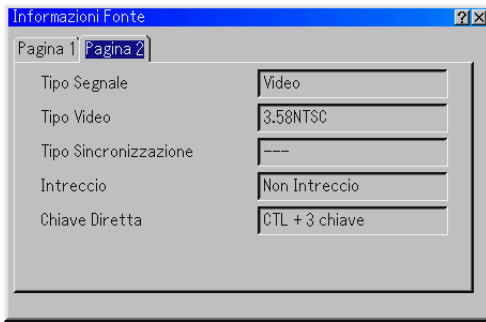 Informazioni Fonte
Pagina 1 Pagina 2
Tipo Segnale Video
Tipo Video 3.58NTSC
Tipo Sincronizzazione ---
Intreccio Non Intreccio
Chiave Diretta CTL + 3 chiave